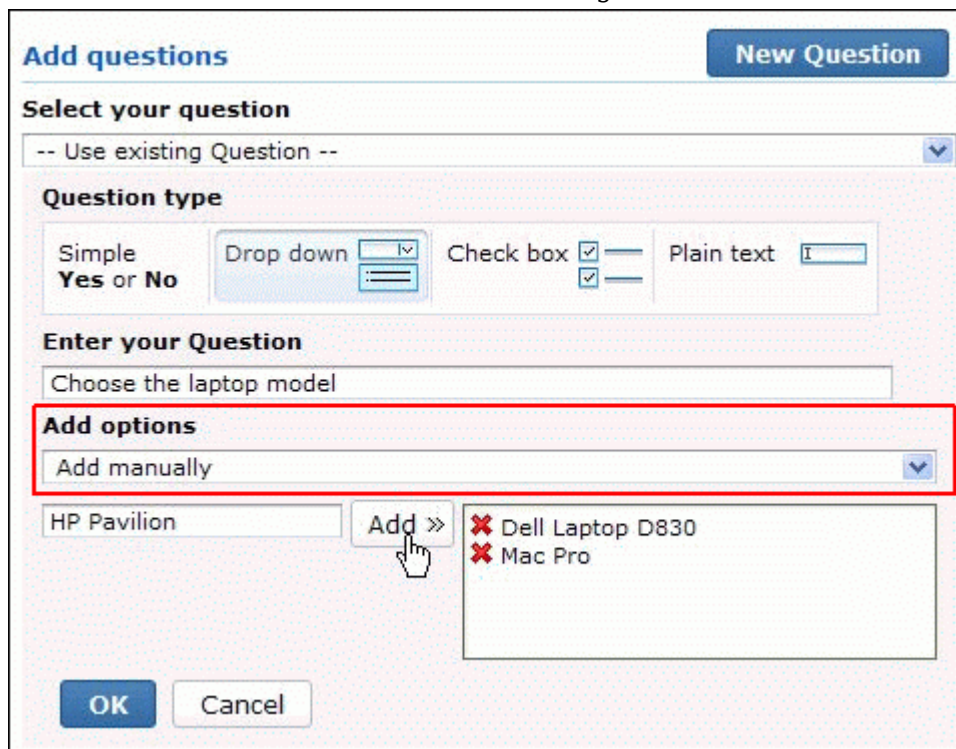 Add questions
New Question
Select your question
-- Use existing Question --
Question type
Simple
Yes or No
Drop down
Check box
Plain text
Enter your Question
Choose the laptop model
Add options
Add manually
HP Pavilion
Add »
Dell Laptop D830
Mac Pro
OK
Cancel